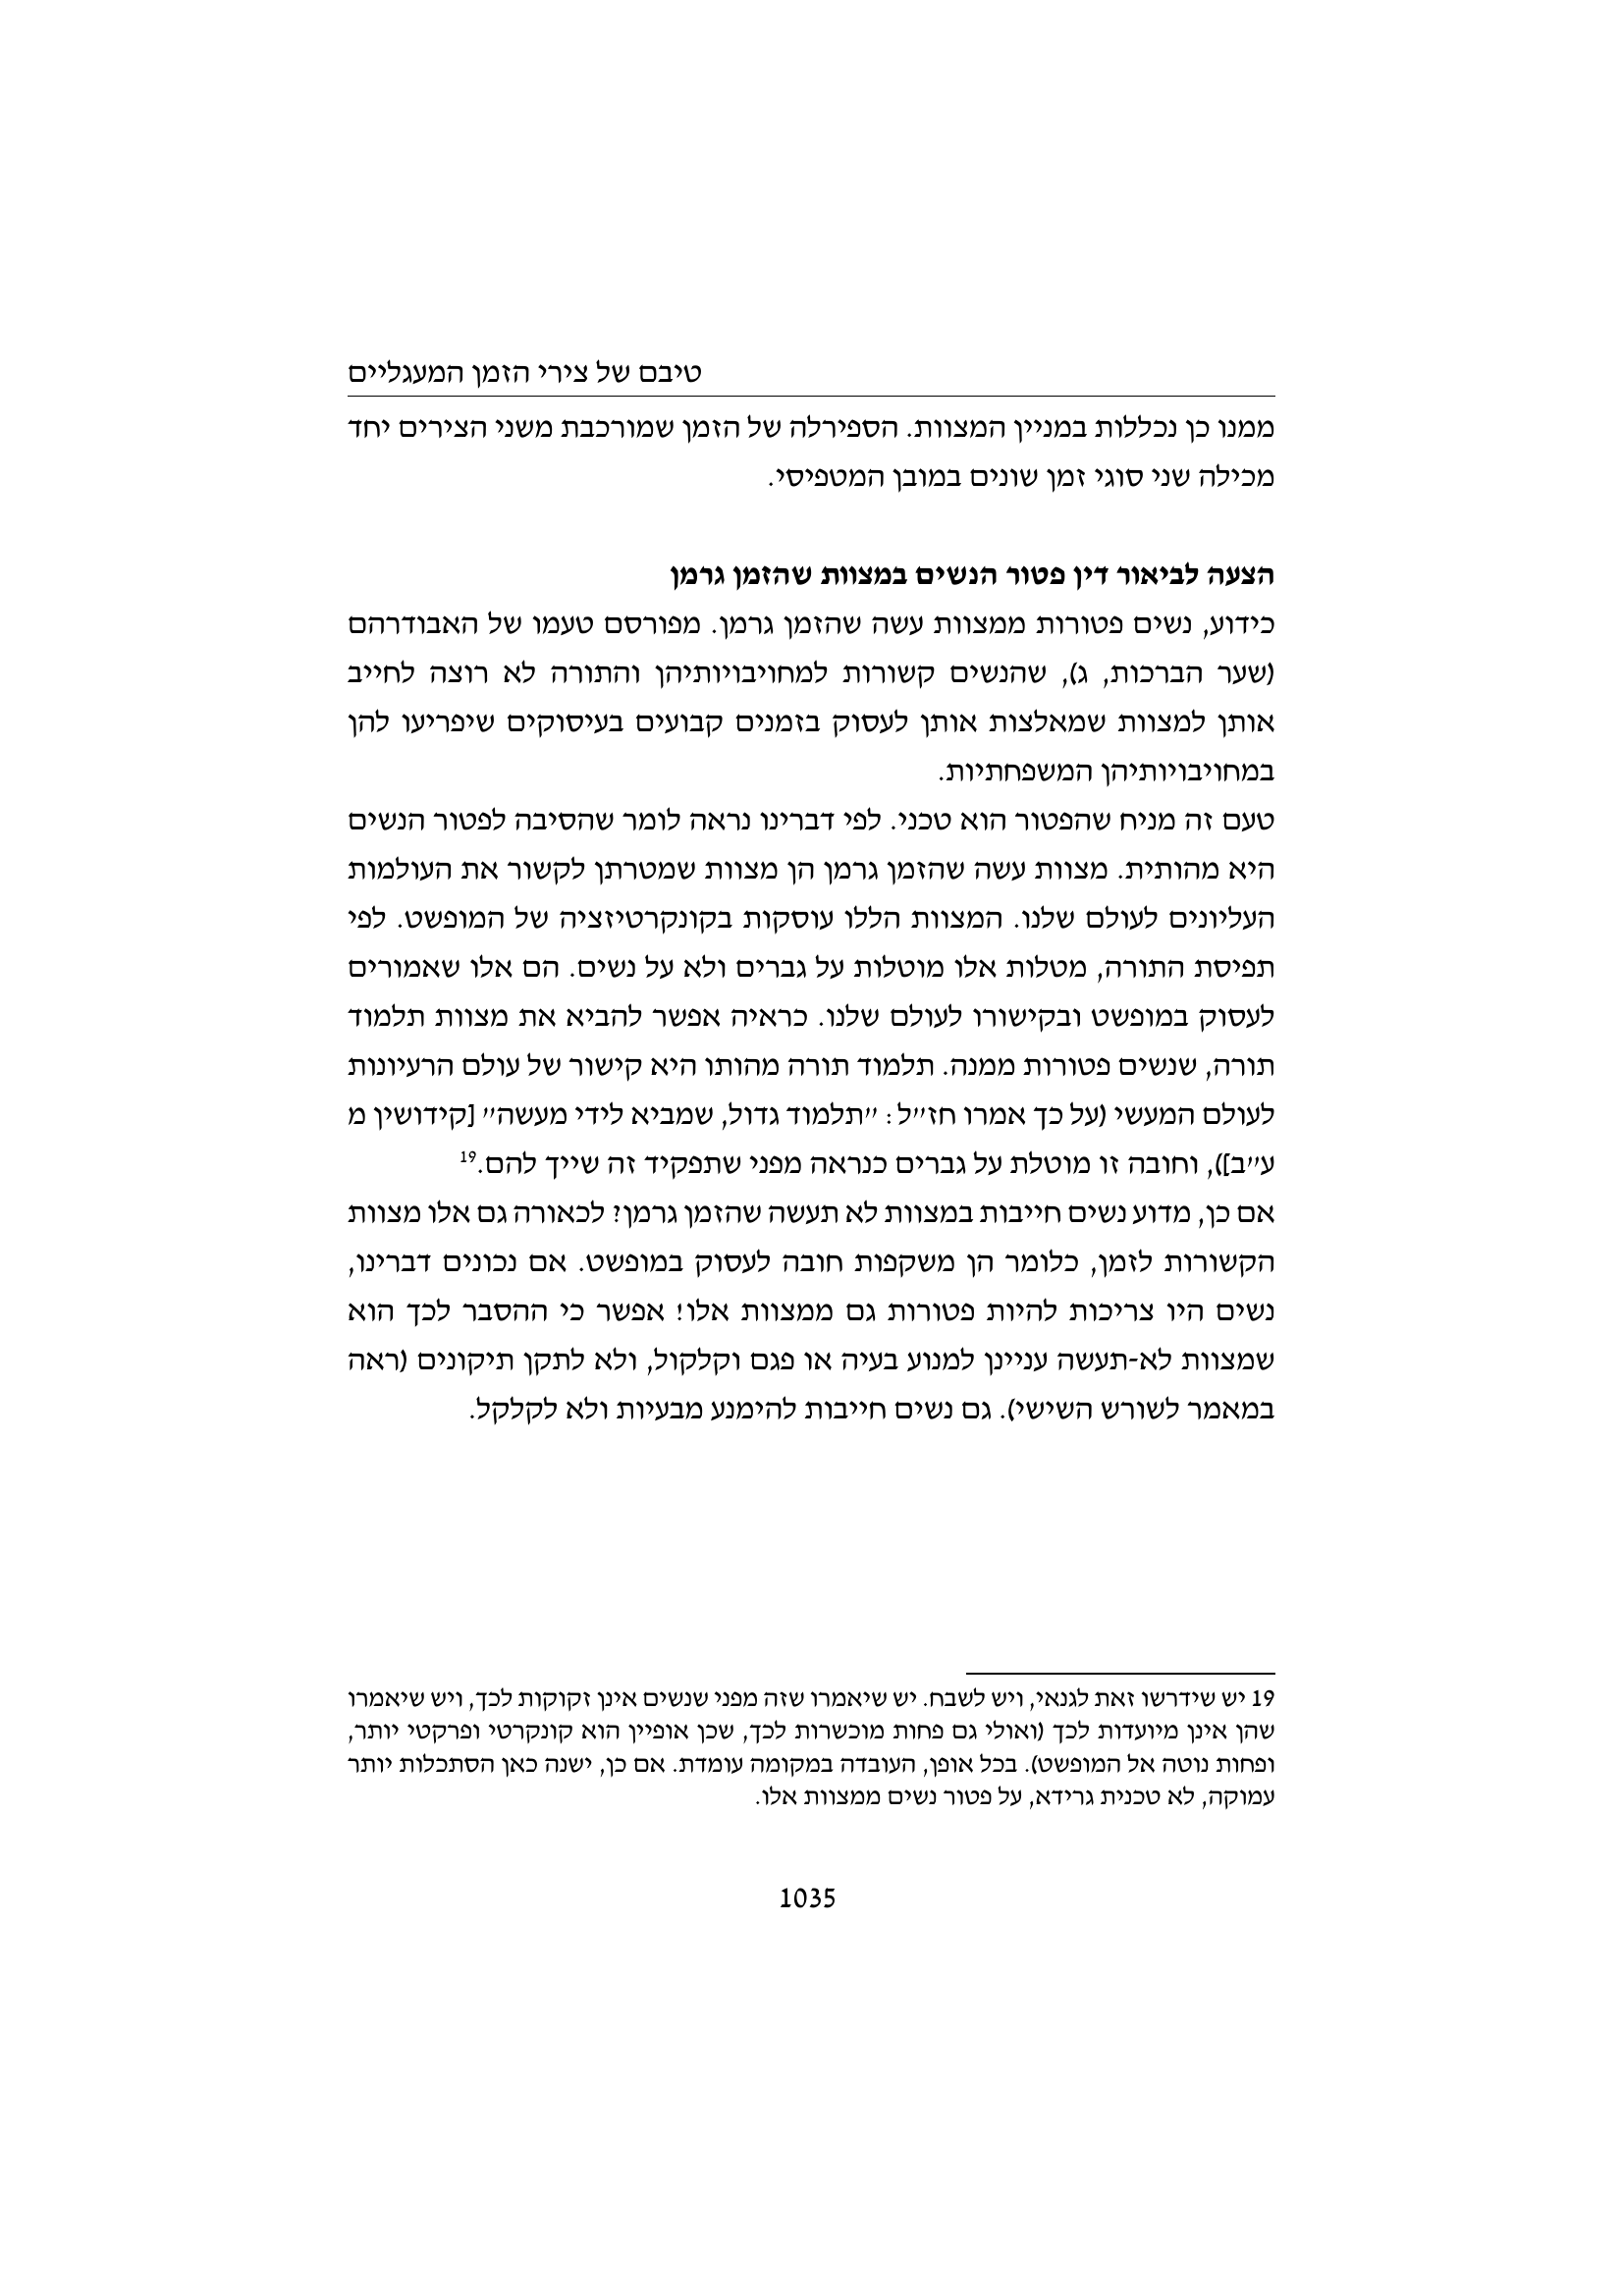 טיבם של צירי הזמן המעגליים
ממנו כן נכללות במניין המצוות. הספירלה של הזמן שמורכבת משני הצירים יחד
מכילה שני סוגי זמן שונים במובן המטפיסי.
הצעה לביאור דין פטור הנשים במצוות שהזמן גרמן
כידוע, נשים פטורות ממצוות עשה שהזמן גרמן. מפורסם טעמו של האבודרהם
(שער הברכות, ג), שהנשים קשורות למחויבויותיהן והתורה לא רוצה לחייב
אותן למצוות שמאלצות אותן לעסוק בזמנים קבועים בעיסוקים שיפריעו להן
במחויבויותיהן המשפחתיות.
טעם זה מניח שהפטור הוא טכני. לפי דברינו נראה לומר שהסיבה לפטור הנשים
היא מהותית. מצוות עשה שהזמן גרמן הן מצוות שמטרתן לקשור את העולמות
העליונים לעולם שלנו. המצוות הללו עוסקות בקונקרטיזציה של המופשט. לפי
תפיסת התורה, מטלות אלו מוטלות על גברים ולא על נשים. הם אלו שאמורים
לעסוק במופשט ובקישורו לעולם שלנו. כראיה אפשר להביא את מצוות תלמוד
תורה, שנשים פטורות ממנה. תלמוד תורה מהותו היא קישור של עולם הרעיונות
לעולם המעשי (על כך אמרו חז״ל: ״תלמוד גדול, שמביא לידי מעשה״ [קידושין מ
ע״ב]), וחובה זו מוטלת על גברים כנראה מפני שתפקיד זה שייך להם.19
אם כן, מדוע נשים חייבות במצוות לא תעשה שהזמן גרמן? לכאורה גם אלו מצוות
הקשורות לזמן, כלומר הן משקפות חובה לעסוק במופשט. אם נכונים דברינו,
נשים היו צריכות להיות פטורות גם ממצוות אלו! אפשר כי ההסבר לכך הוא
שמצוות לא-תעשה עניינן למנוע בעיה או פגם וקלקול, ולא לתקן תיקונים (ראה
במאמר לשורש השישי). גם נשים חייבות להימנע מבעיות ולא לקלקל.
19 יש שידרשו זאת לגנאי, ויש לשבח. יש שיאמרו שזה מפני שנשים אינן זקוקות לכך, ויש שיאמרו
שהן אינן מיועדות לכך (ואולי גם פחות מוכשרות לכך, שכן אופיין הוא קונקרטי ופרקטי יותר,
ופחות נוטה אל המופשט). בכל אופן, העובדה במקומה עומדת. אם כן, ישנה כאן הסתכלות יותר
עמוקה, לא טכנית גרידא, על פטור נשים ממצוות אלו.
1035